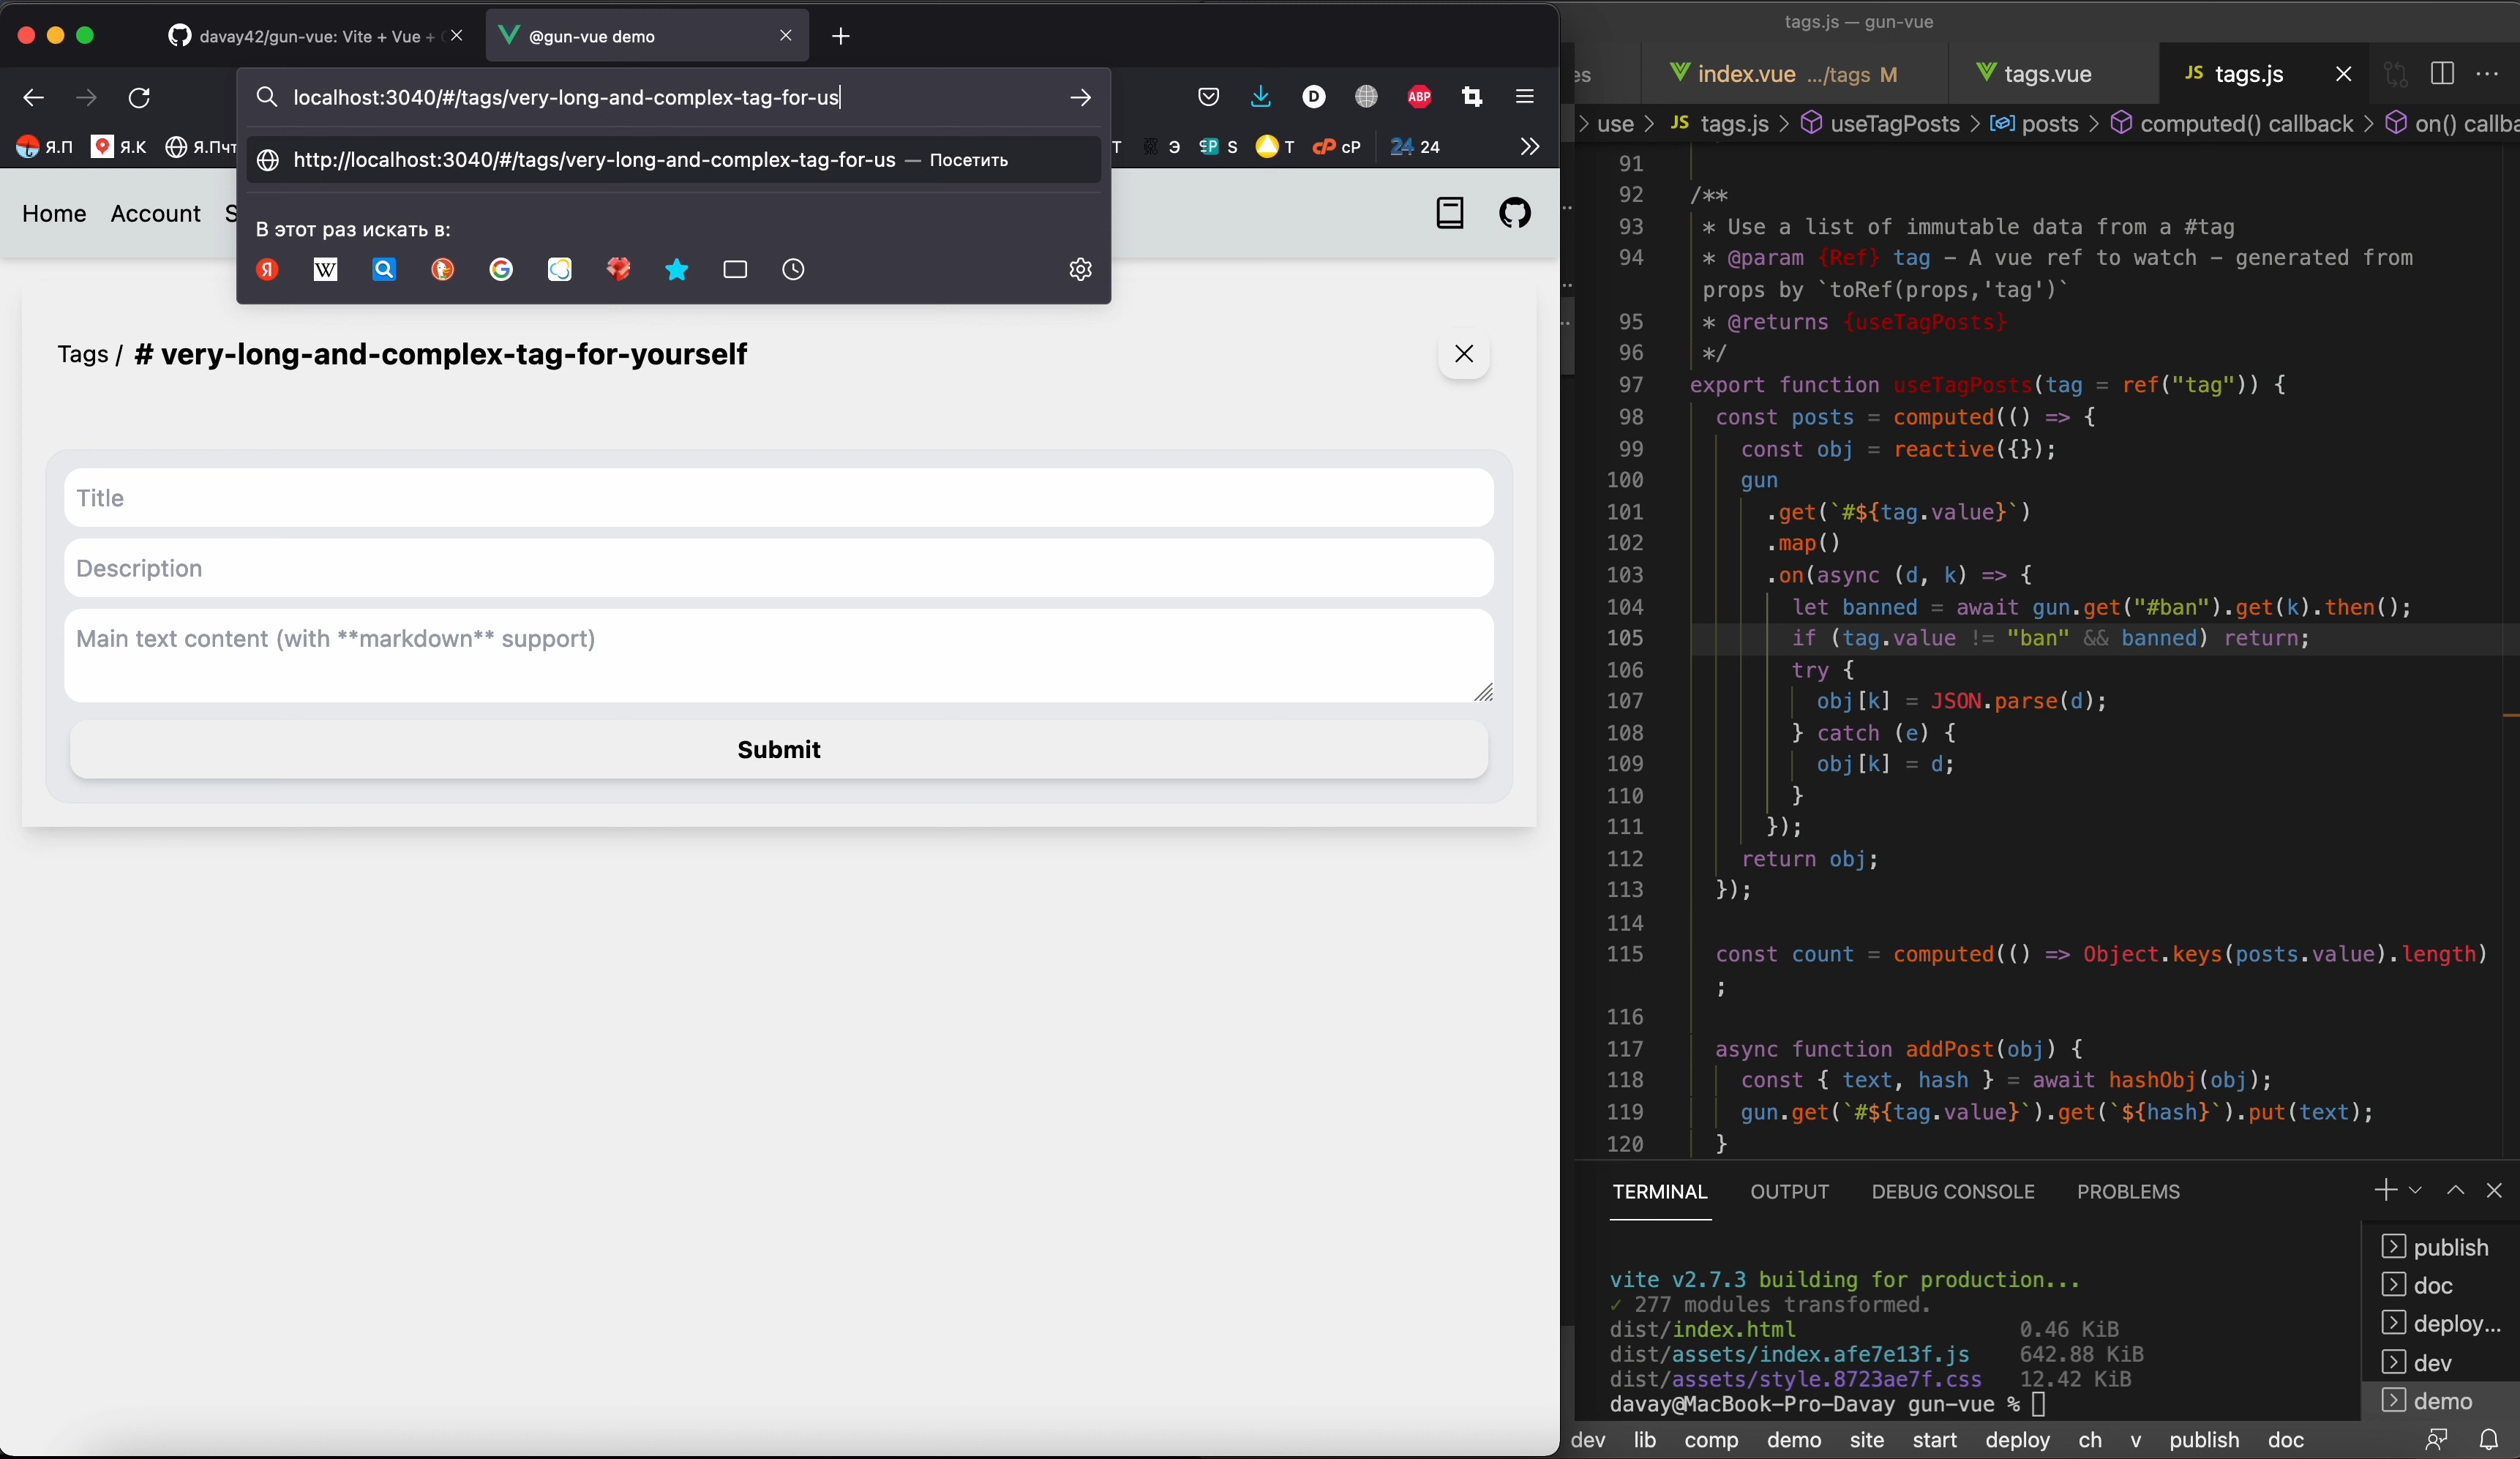 davay42/gun-vue: Vite + Vue +
@gun-vue demo
localhost:3040/#/tags/very-long-and-complex-tag-for-us
http://localhost:3040/#/tags/very-long-and-complex-tag-for-us — Посетить
В этот раз искать в:
D
ABP
Я.П
Я.К
Я.Пчт
Т
Э
S
T
cP
24
Home
Account
Tags / # very-long-and-complex-tag-for-yourself
Title
Description
Main text content (with **markdown** support)
Submit
tags.js — gun-vue
es
index.vue .../tags M
tags.vue
JS tags.js
use > JS tags.js > useTagPosts > posts > computed() callback > on() callba
91
92 /**
93 * Use a list of immutable data from a #tag
94 * @param {Ref} tag - A vue ref to watch - generated from
props by `toRef(props,'tag')`
95 * @returns {useTagPosts}
96 */
97 export function useTagPosts(tag = ref("tag")) {
98 const posts = computed(() => {
99 const obj = reactive({});
100 gun
101 .get(`#${tag.value}`)
102 .map()
103 .on(async (d, k) => {
104 let banned = await gun.get("#ban").get(k).then();
105 if (tag.value != "ban" && banned) return;
106 try {
107 obj[k] = JSON.parse(d);
108 } catch (e) {
109 obj[k] = d;
110 }
111 });
112 return obj;
113 });
114
115 const count = computed(() => Object.keys(posts.value).length)
;
116
117 async function addPost(obj) {
118 const { text, hash } = await hashObj(obj);
119 gun.get(`#${tag.value}`).get(`${hash}`).put(text);
120 }
TERMINAL
OUTPUT
DEBUG CONSOLE
PROBLEMS
vite v2.7.3 building for production...
✓ 277 modules transformed.
dist/index.html 0.46 KiB
dist/assets/index.afe7e13f.js 642.88 KiB
dist/assets/style.8723ae7f.css 12.42 KiB
davay@MacBook-Pro-Davay gun-vue %
publish
doc
deploy...
dev
demo
dev lib comp demo site start deploy ch v publish doc